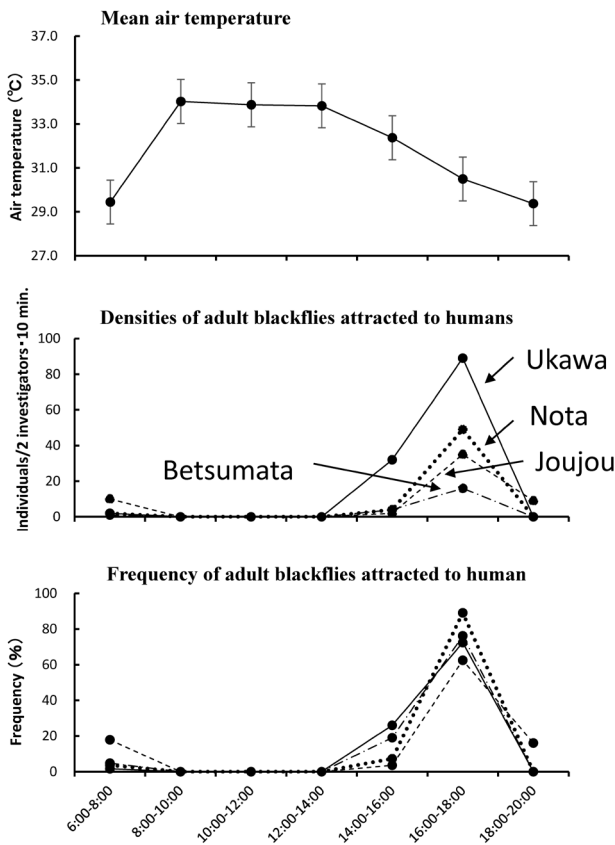 Mean air temperature
37.0
35.0
33.0
31.0
29.0
27.0
Air temperature (℃)
Densities of adult blackflies attracted to humans
100
80
60
40
20
0
Individuals/2 investigators・10 min.
Ukawa
Nota
Joujou
Betsumata
Frequency of adult blackflies attracted to human
100
80
60
40
20
0
Frequency (%)
6:00-8:00
8:00-10:00
10:00-12:00
12:00-14:00
14:00-16:00
16:00-18:00
18:00-20:00